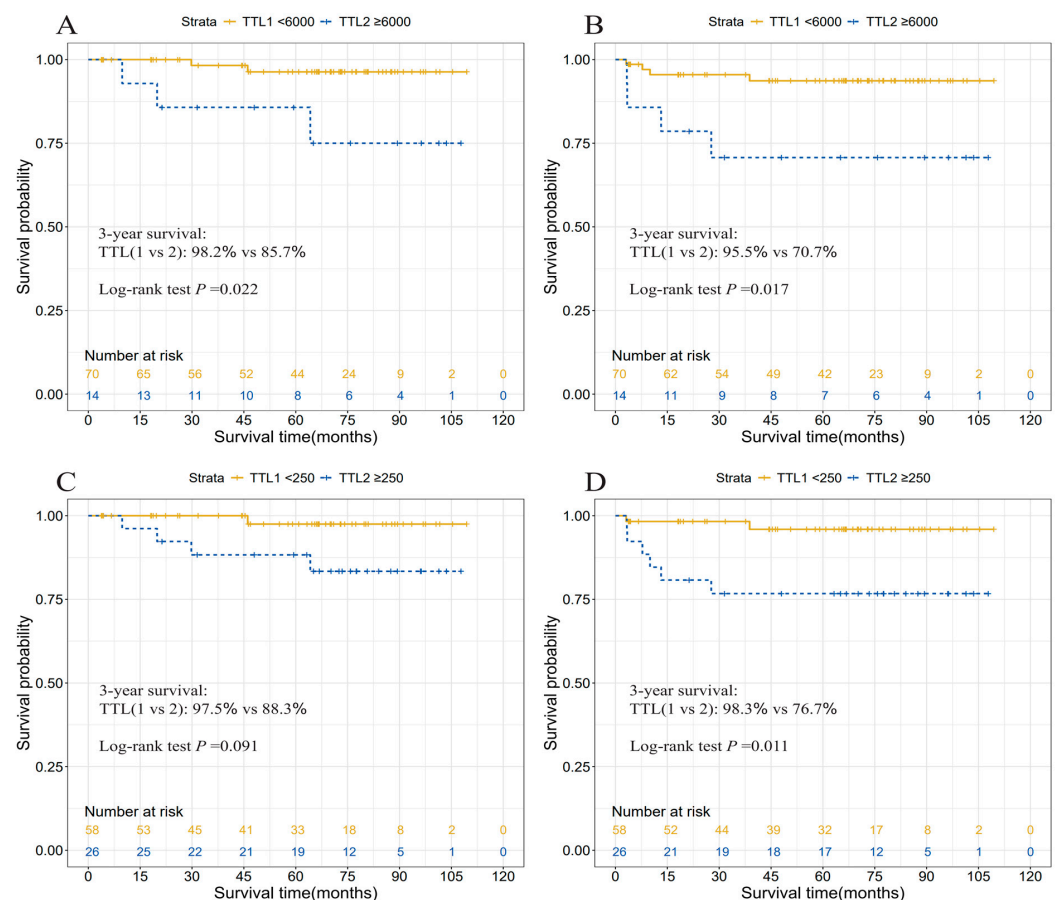 A
Strata TTL1 <6000 TTL2 ≥6000
Survival probability
1.00
0.75
0.50
0.25
0.00
3-year survival:
TTL(1 vs 2): 98.2% vs 85.7%
Log-rank test P =0.022
Number at risk
70 65 56 52 44 24 9 2 0
14 13 11 10 8 6 4 1 0
0 15 30 45 60 75 90 105 120
Survival time(months)
B
Strata TTL1 <6000 TTL2 ≥6000
Survival probability
1.00
0.75
0.50
0.25
0.00
3-year survival:
TTL(1 vs 2): 95.5% vs 70.7%
Log-rank test P =0.017
Number at risk
70 62 54 49 42 23 9 2 0
14 11 9 8 7 6 4 1 0
0 15 30 45 60 75 90 105 120
Survival time(months)
C
Strata TTL1 <250 TTL2 ≥250
Survival probability
1.00
0.75
0.50
0.25
0.00
3-year survival:
TTL(1 vs 2): 97.5% vs 88.3%
Log-rank test P =0.091
Number at risk
58 53 45 41 33 18 8 2 0
26 25 22 21 19 12 5 1 0
0 15 30 45 60 75 90 105 120
Survival time(months)
D
Strata TTL1 <250 TTL2 ≥250
Survival probability
1.00
0.75
0.50
0.25
0.00
3-year survival:
TTL(1 vs 2): 98.3% vs 76.7%
Log-rank test P =0.011
Number at risk
58 52 44 39 32 17 8 2 0
26 21 19 18 17 12 5 1 0
0 15 30 45 60 75 90 105 120
Survival time(months)